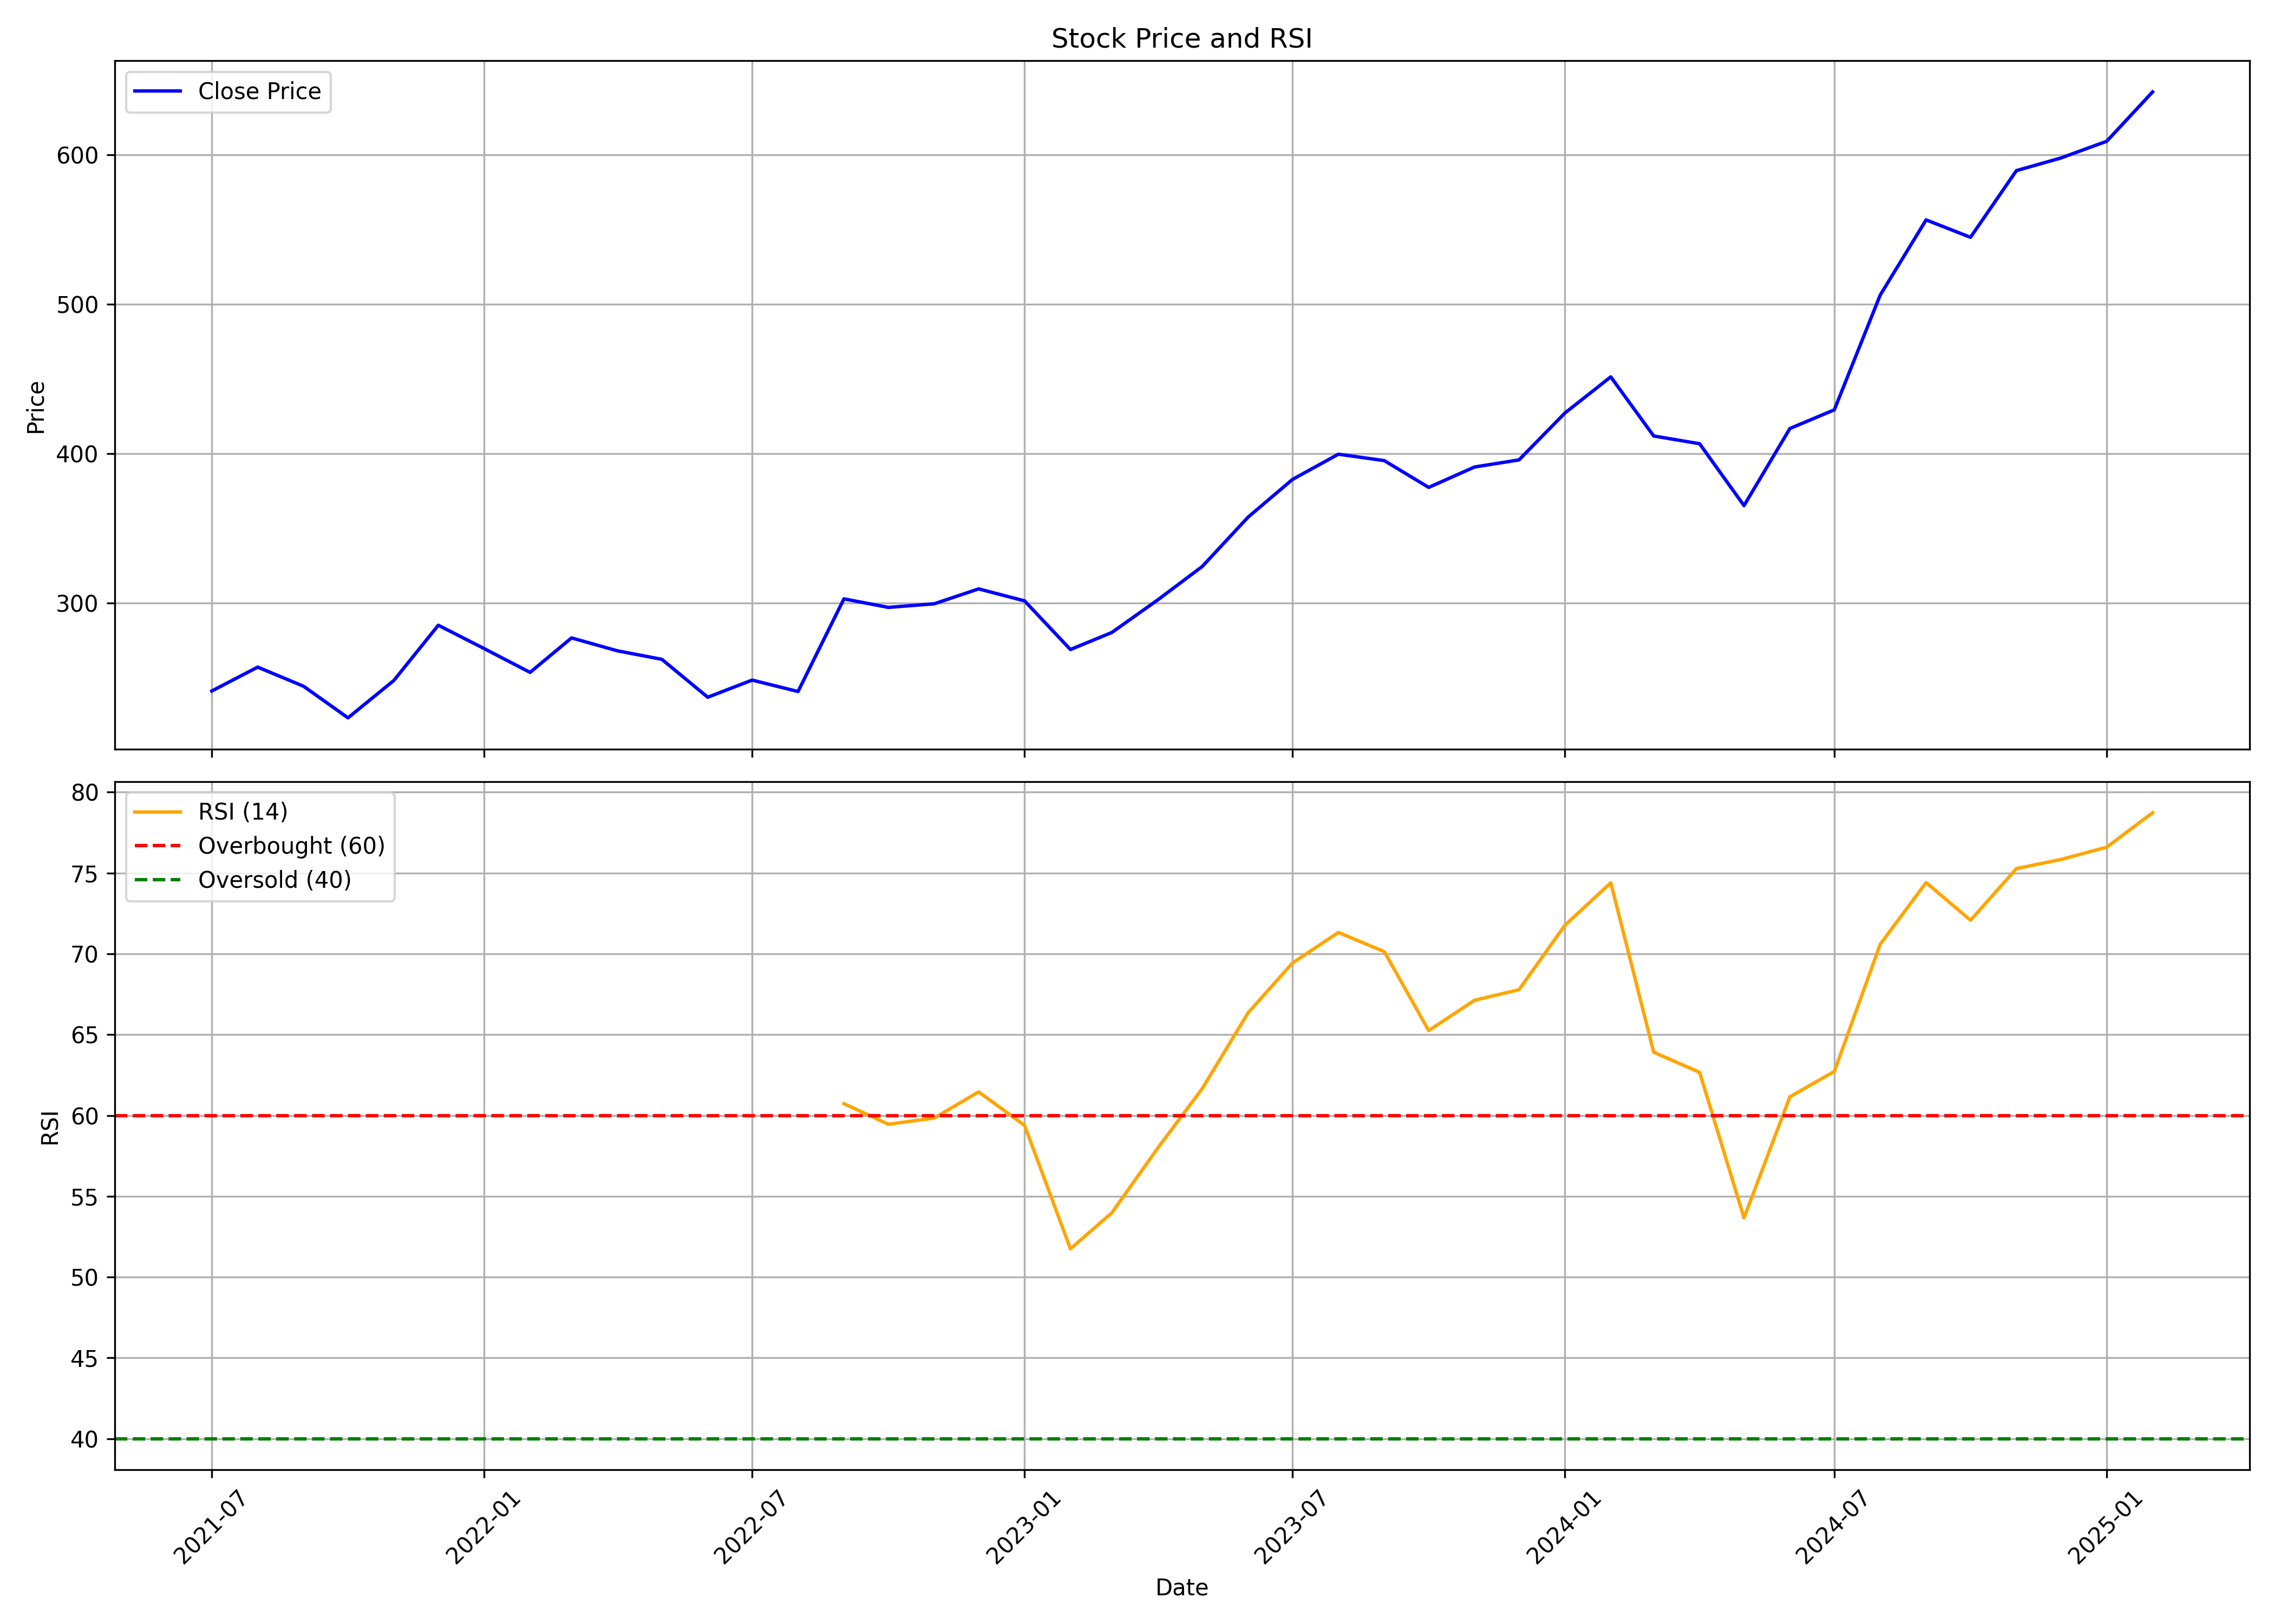 Stock Price and RSI
Close Price
Price
600
500
400
300
RSI (14)
Overbought (60)
Oversold (40)
RSI
80
75
70
65
60
55
50
45
40
2021-07
2022-01
2022-07
2023-01
2023-07
2024-01
2024-07
2025-01
Date